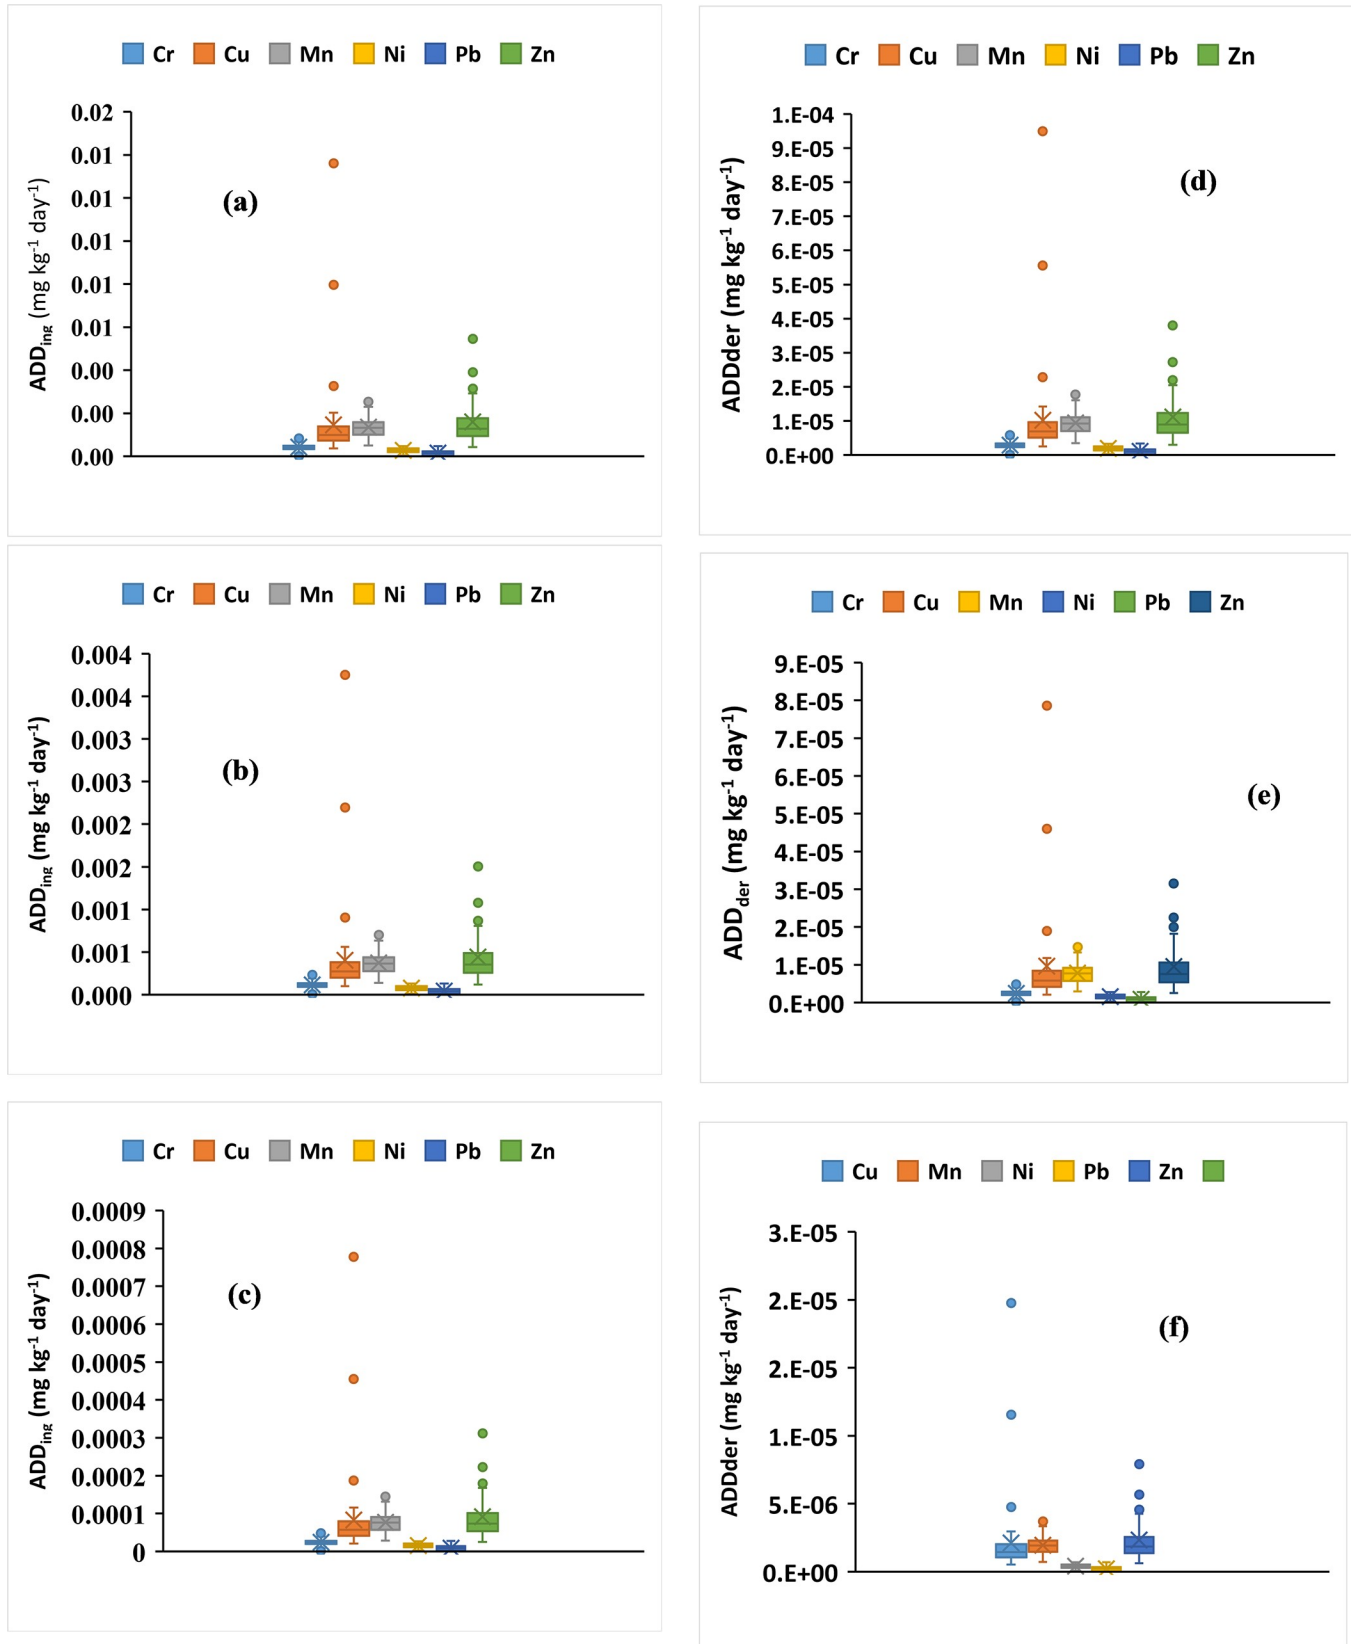 Cr Cu Mn Ni Pb Zn
0.02
0.01
0.01
0.01
0.01
0.01
0.00
0.00
0.00
ADDing (mg kg-1 day-1)
(a)
Cr Cu Mn Ni Pb Zn
1.E-04
9.E-05
8.E-05
7.E-05
6.E-05
5.E-05
4.E-05
3.E-05
2.E-05
1.E-05
0.E+00
ADDder (mg kg-1 day-1)
(d)
Cr Cu Mn Ni Pb Zn
0.004
0.004
0.003
0.003
0.002
0.002
0.001
0.001
0.000
ADDing (mg kg-1 day-1)
(b)
Cr Cu Mn Ni Pb Zn
9.E-05
8.E-05
7.E-05
6.E-05
5.E-05
4.E-05
3.E-05
2.E-05
1.E-05
0.E+00
ADDder (mg kg-1 day-1)
(e)
Cr Cu Mn Ni Pb Zn
0.0009
0.0008
0.0007
0.0006
0.0005
0.0004
0.0003
0.0002
0.0001
0
ADDing (mg kg-1 day-1)
(c)
Cu Mn Ni Pb Zn
3.E-05
2.E-05
2.E-05
1.E-05
5.E-06
0.E+00
ADDder (mg kg-1 day-1)
(f)